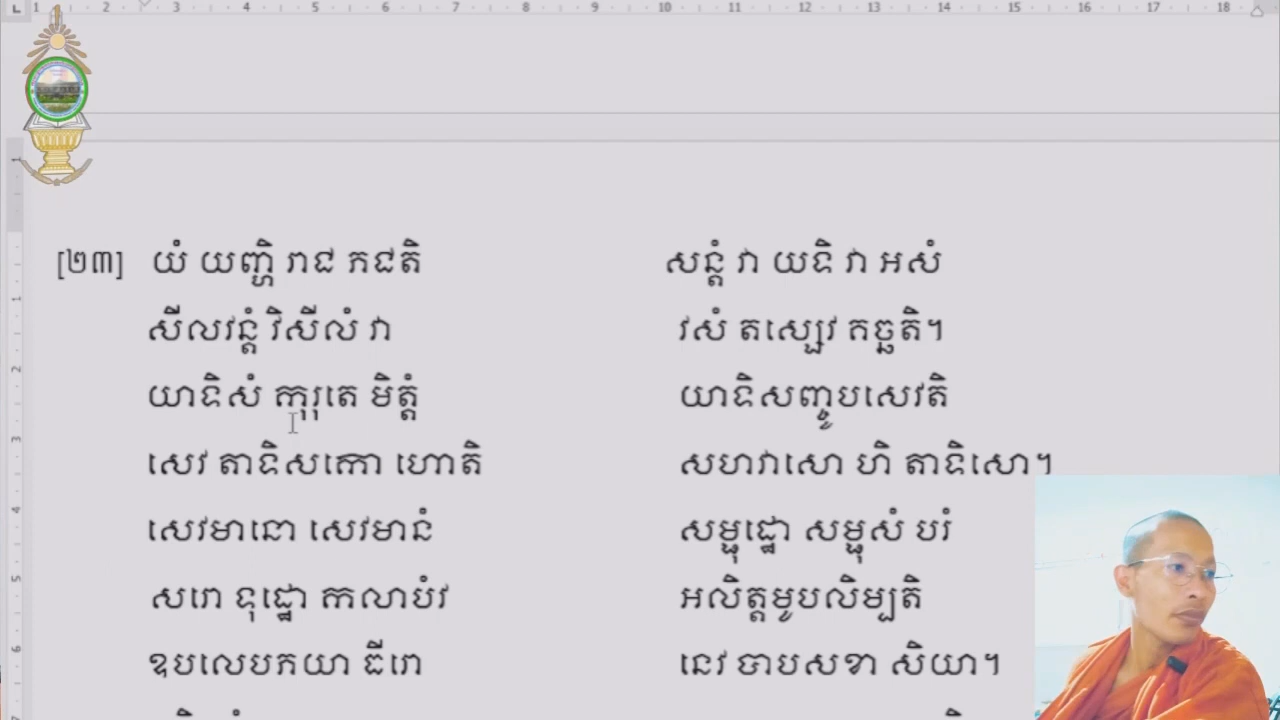 [២៣] យំ យញ្ហិ រាជ ភជតិ សន្តំ វា យទិ វា អសំ
សីលវន្តំ វិសីលំ វា វសំ តស្សេវ គច្ឆតិ។
យាទិសំ កុរុតេ មិត្តំ យាទិសញ្ចូបសេវតិ
សេវ តាទិសកោ ហោតិ សហវាសោ ហិ តាទិសោ។
សេវមានោ សេវមានំ សម្ផុដ្ឋោ សម្ផុសំ បរំ
សរោ ទុដ្ឋោ កលាបំវ អលិត្តមូបលិម្បតិ
ឧបលេបភយា ធីរោ នេវ បាបសខា សិយា។